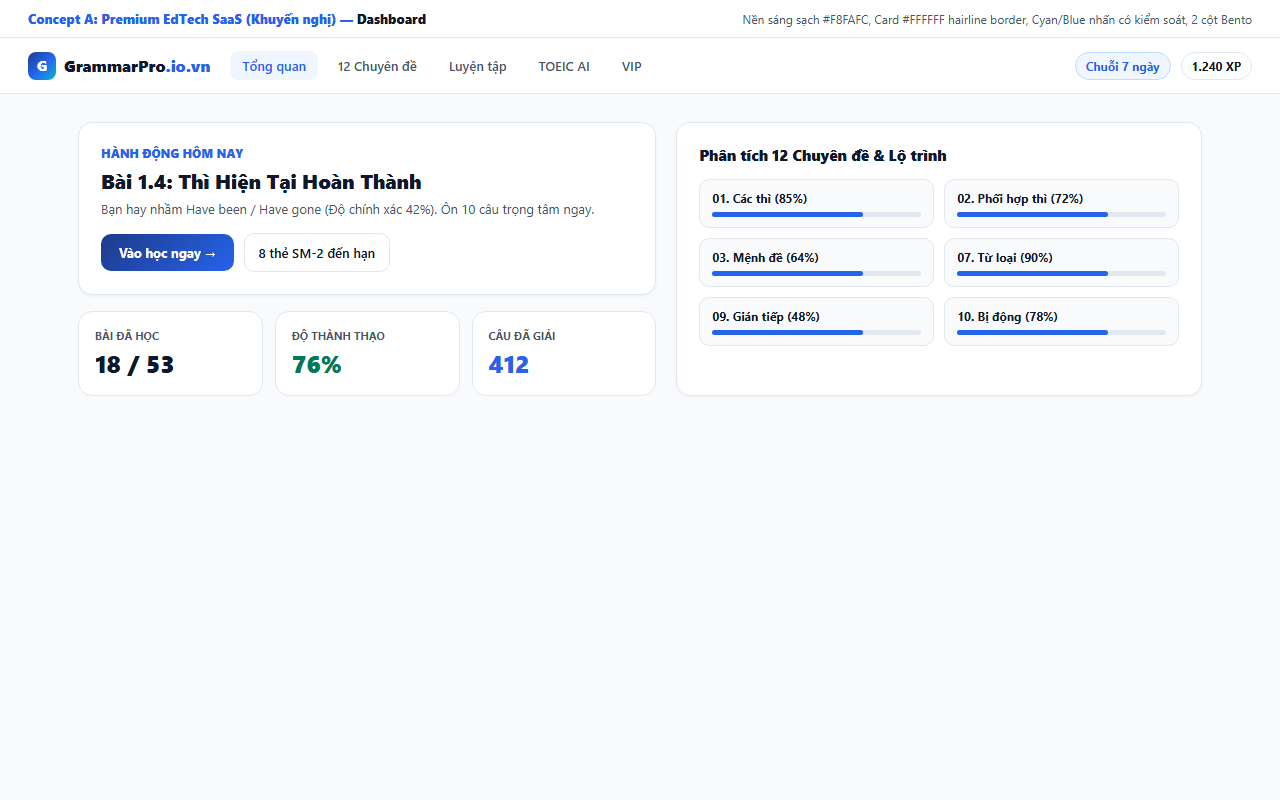 Concept A: Premium EdTech SaaS (Khuyến nghị) — Dashboard
Nền sáng sạch #F8FAFC, Card #FFFFFF hairline border, Cyan/Blue nhấn có kiểm soát, 2 cột Bento
G GrammarPro.io.vn Tổng quan 12 Chuyên đề Luyện tập TOEIC AI VIP Chuỗi 7 ngày 1.240 XP
HÀNH ĐỘNG HÔM NAY
Bài 1.4: Thì Hiện Tại Hoàn Thành
Bạn hay nhầm Have been / Have gone (Độ chính xác 42%). Ôn 10 câu trọng tâm ngay.
Vào học ngay → 8 thẻ SM-2 đến hạn
BÀI ĐÃ HỌC
18 / 53
ĐỘ THÀNH THẠO
76%
CÂU ĐÃ GIẢI
412
Phân tích 12 Chuyên đề & Lộ trình
01. Các thì (85%)
02. Phối hợp thì (72%)
03. Mệnh đề (64%)
07. Từ loại (90%)
09. Gián tiếp (48%)
10. Bị động (78%)